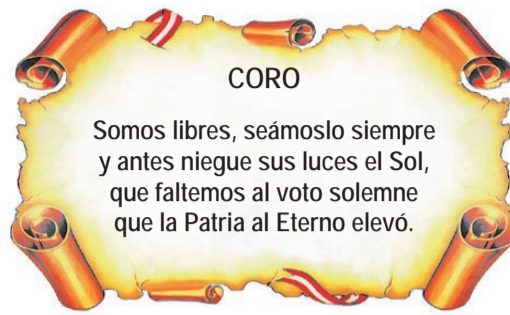 CORO
Somos libres, seámoslo siempre
y antes niegue sus luces el Sol,
que faltemos al voto solemne
que la Patria al Eterno elevó.